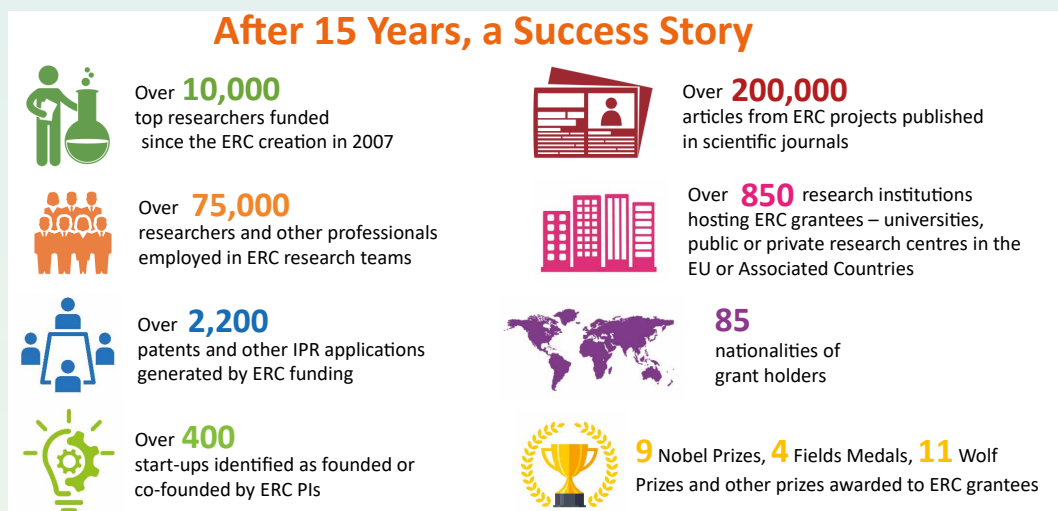 After 15 Years, a Success Story
Over 10,000
top researchers funded
since the ERC creation in 2007
Over 75,000
researchers and other professionals
employed in ERC research teams
Over 2,200
patents and other IPR applications
generated by ERC funding
Over 400
start-ups identified as founded or
co-founded by ERC PIs
Over 200,000
articles from ERC projects published
in scientific journals
Over 850 research institutions
hosting ERC grantees – universities,
public or private research centres in the
EU or Associated Countries
85
nationalities of
grant holders
9 Nobel Prizes, 4 Fields Medals, 11 Wolf
Prizes and other prizes awarded to ERC grantees